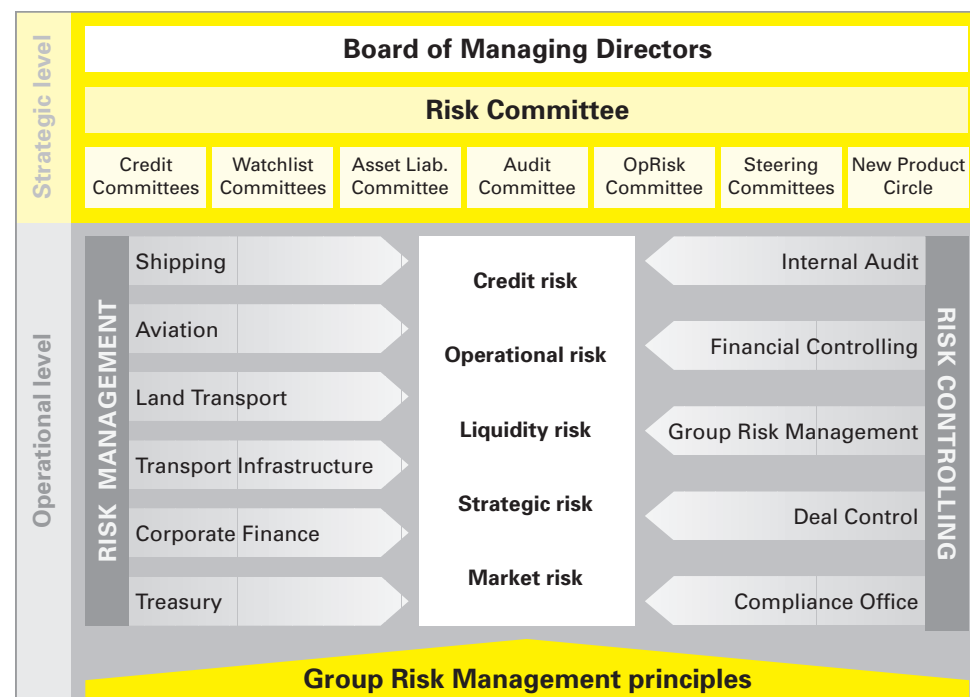 Strategic level
Board of Managing Directors
Risk Committee
Credit
Committees
Watchlist
Committees
Asset Liab.
Committee
Audit
Committee
OpRisk
Committee
Steering
Committees
New Product
Circle
Operational level
RISK MANAGEMENT
Shipping
Aviation
Land Transport
Transport Infrastructure
Corporate Finance
Treasury
Credit risk
Operational risk
Liquidity risk
Strategic risk
Market risk
Internal Audit
Financial Controlling
Group Risk Management
Deal Control
Compliance Office
RISK CONTROLLING
Group Risk Management principles